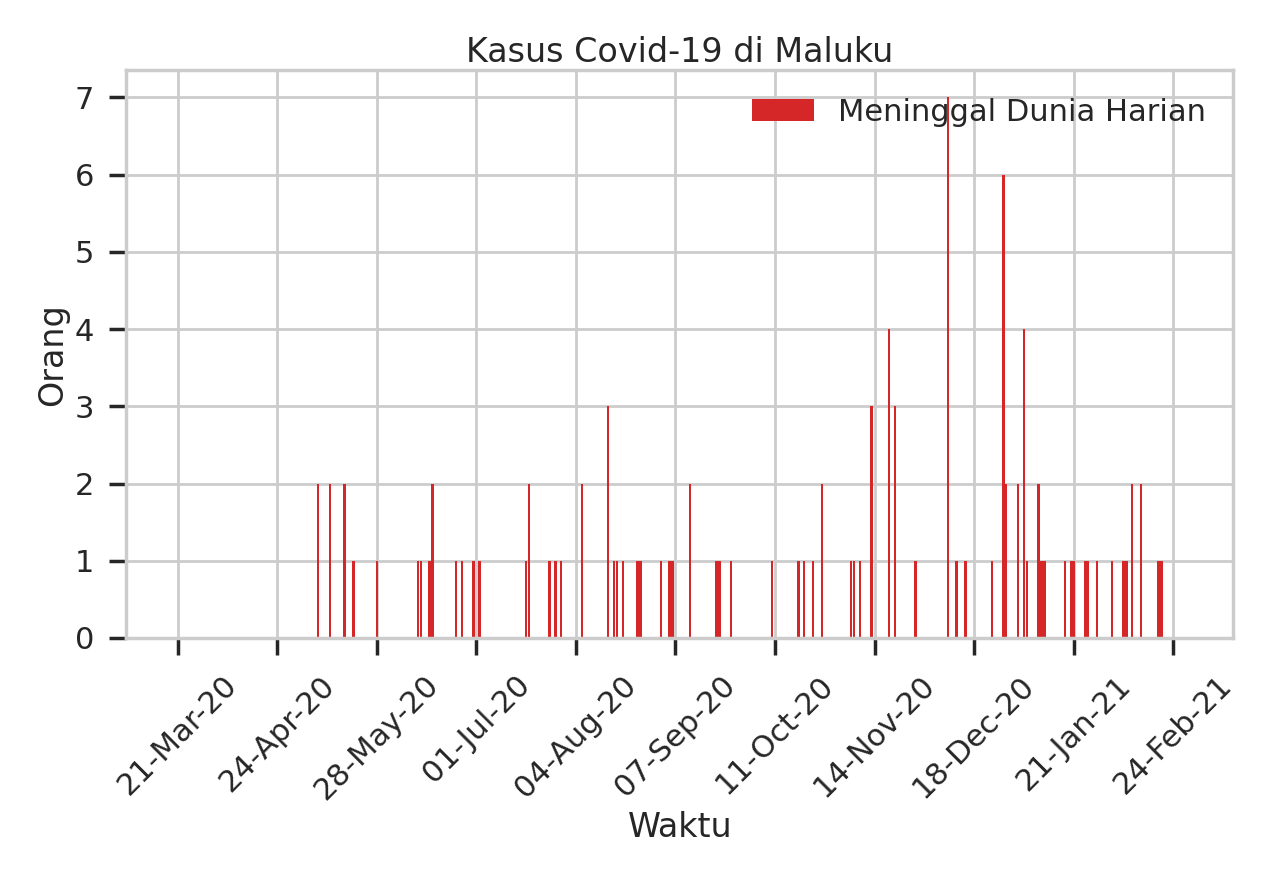 Kasus Covid-19 di Maluku
Meninggal Dunia Harian
Orang
7
6
5
4
3
2
1
0
21-Mar-20
24-Apr-20
28-May-20
01-Jul-20
04-Aug-20
07-Sep-20
11-Oct-20
14-Nov-20
18-Dec-20
21-Jan-21
24-Feb-21
Waktu